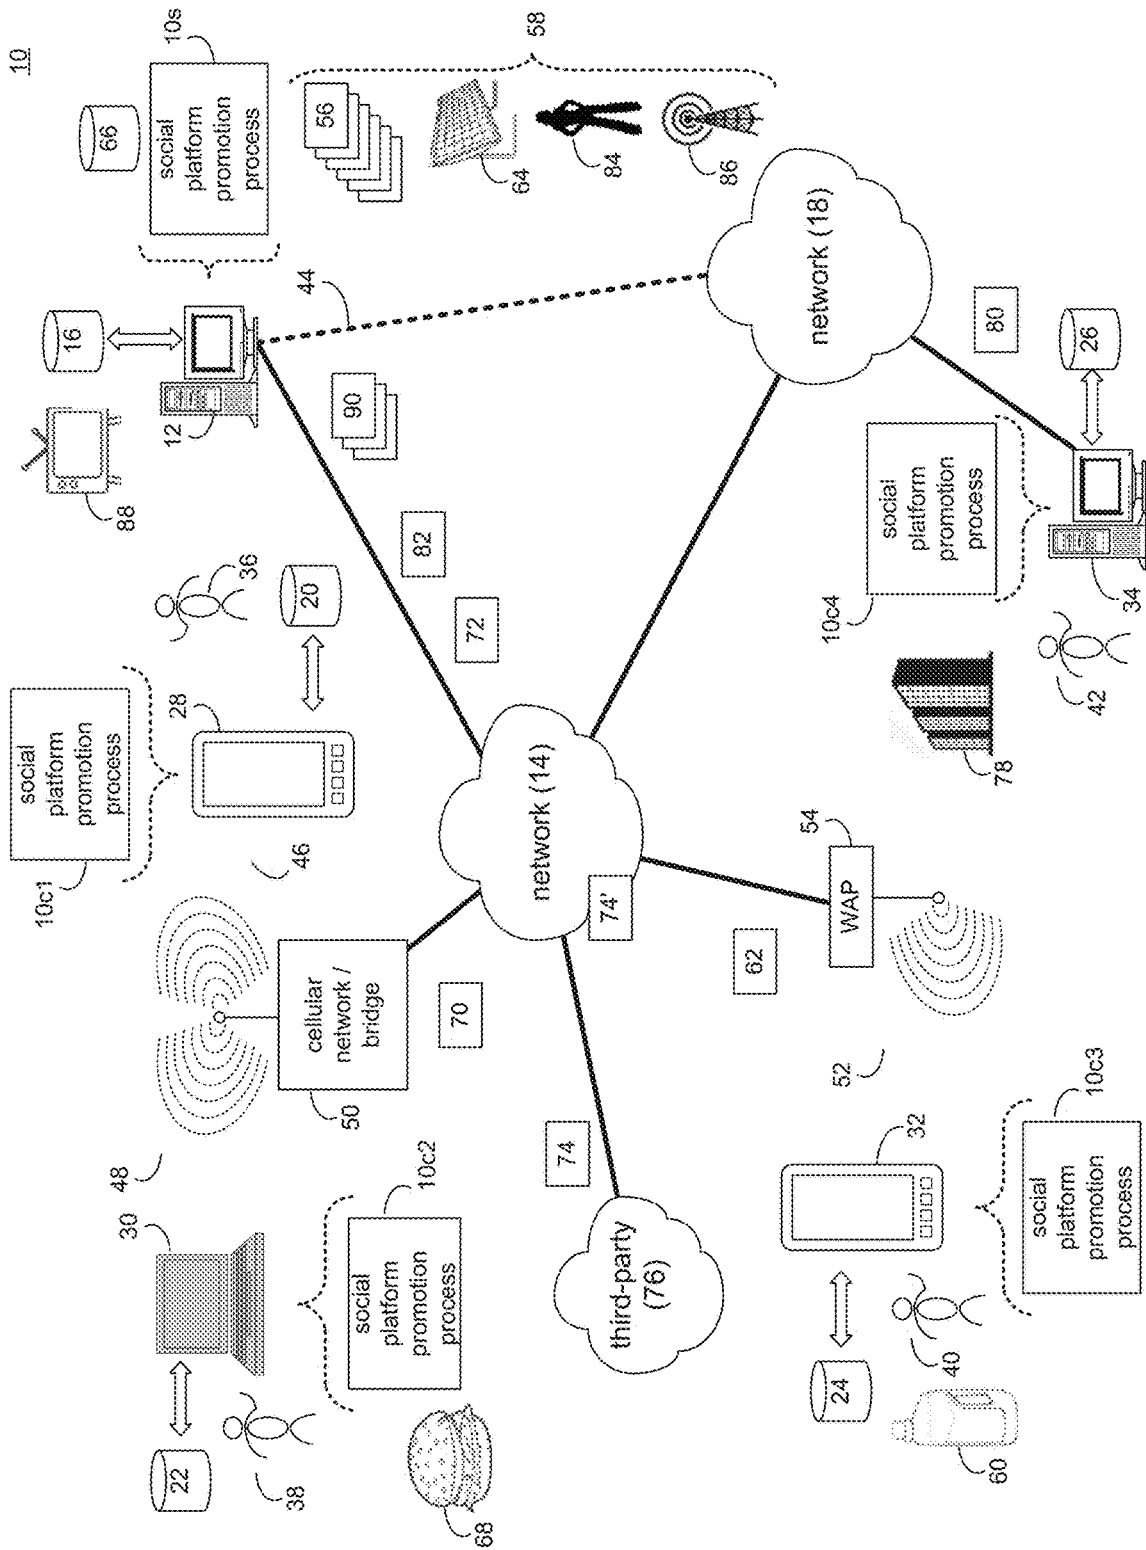 10
66
10s
social
platform
promotion
process
58
56
64
84
86
16
12
88
44
90
82
72
network (18)
80
26
34
10c4
social
platform
promotion
process
42
78
36
20
28
10c1
social
platform
promotion
process
46
network (14)
74'
cellular
network /
bridge
50
70
48
62
WAP
54
52
30
22
38
10c2
social
platform
promotion
process
68
74
third-party
(76)
32
24
40
60
10c3
social
platform
promotion
process